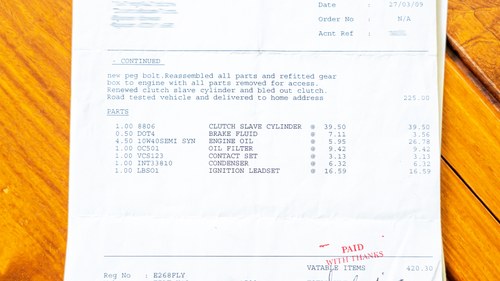 Date : 27/03/09
Order No : N/A
Acnt Ref :
- CONTINUED
new peg bolt.Reassembled all parts and refitted gear
box to engine with all parts removed for access.
Renewed clutch slave cylinder and bled out clutch.
Road tested vehicle and delivered to home address 225.00
PARTS
1.00 8806 CLUTCH SLAVE CYLINDER @ 39.50 39.50
0.50 DOT4 BRAKE FLUID @ 7.11 3.56
4.50 10W40SEMI SYN ENGINE OIL @ 5.95 26.78
1.00 OC501 OIL FILTER @ 9.42 9.42
1.00 VCS123 CONTACT SET @ 3.13 3.13
1.00 INT33810 CONDENSER @ 6.32 6.32
1.00 LBS01 IGNITION LEADSET @ 16.59 16.59
PAID
WITH THANKS
VATABLE ITEMS 420.30
Reg No : E268FLY